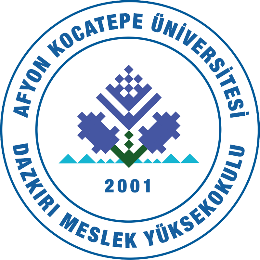 AFYON KOCATEPE ÜNİVERSİTESİ
2001
DAZKIRI MESLEK YÜKSEKOKULU